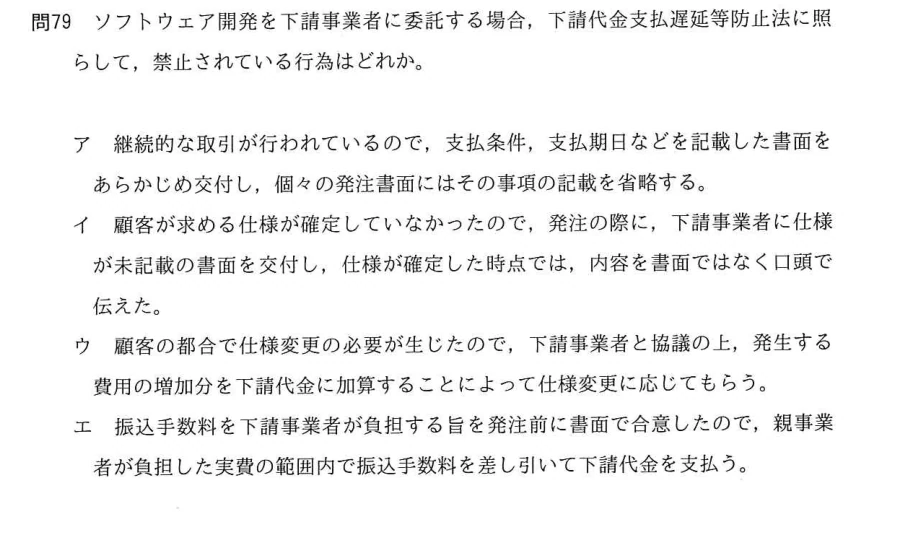 問79 ソフトウェア開発を下請事業者に委託する場合，下請代金支払遅延等防止法に照
らして，禁止されている行為はどれか。
ア 継続的な取引が行われているので，支払条件，支払期日などを記載した書面を
あらかじめ交付し，個々の発注書面にはその事項の記載を省略する。
イ 顧客が求める仕様が確定していなかったので，発注の際に，下請事業者に仕様
が未記載の書面を交付し，仕様が確定した時点では，内容を書面ではなく口頭で
伝えた。
ウ 顧客の都合で仕様変更の必要が生じたので，下請事業者と協議の上，発生する
費用の増加分を下請代金に加算することによって仕様変更に応じてもらう。
エ 振込手数料を下請事業者が負担する旨を発注前に書面で合意したので，親事業
者が負担した実費の範囲内で振込手数料を差し引いて下請代金を支払う。